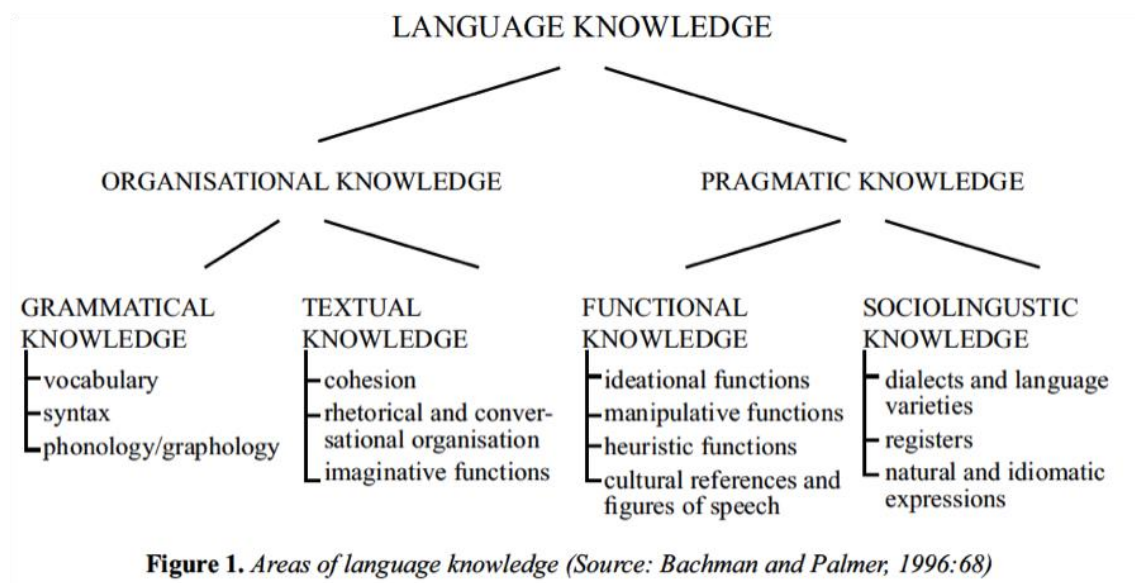 LANGUAGE KNOWLEDGE
ORGANISATIONAL KNOWLEDGE
PRAGMATIC KNOWLEDGE
GRAMMATICAL
KNOWLEDGE
vocabulary
syntax
phonology/graphology
TEXTUAL
KNOWLEDGE
cohesion
rhetorical and conver-
sational organisation
imaginative functions
FUNCTIONAL
KNOWLEDGE
ideational functions
manipulative functions
heuristic functions
cultural references and
figures of speech
SOCIOLINGUSTIC
KNOWLEDGE
dialects and language
varieties
registers
natural and idiomatic
expressions
Figure 1. Areas of language knowledge (Source: Bachman and Palmer, 1996:68)